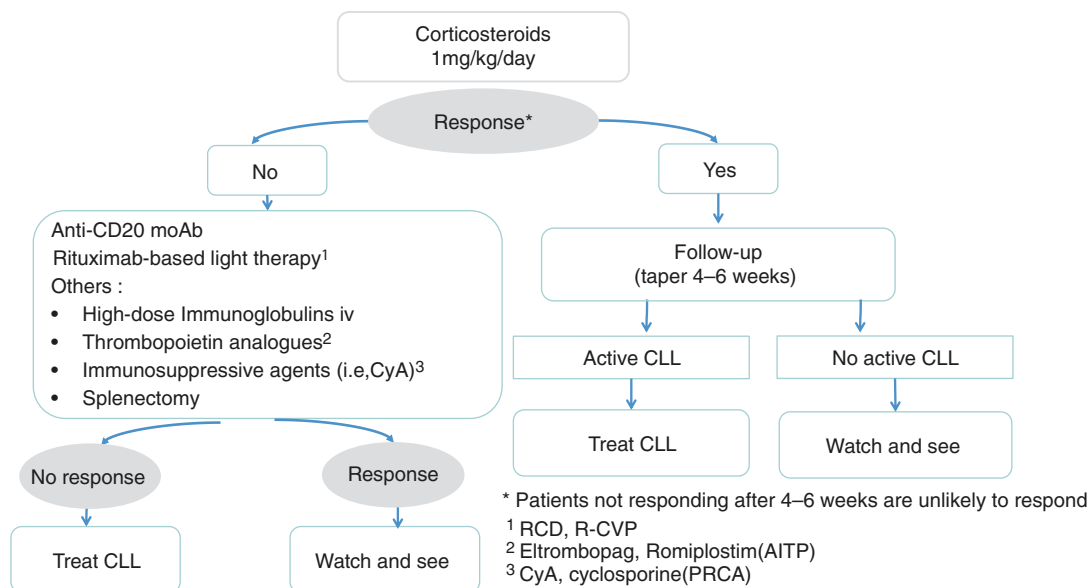 Corticosteroids
1mg/kg/day
Response*
No
Yes
Anti-CD20 moAb
Rituximab-based light therapy¹
Others :
• High-dose Immunoglobulins iv
• Thrombopoietin analogues²
• Immunosuppressive agents (i.e,CyA)³
• Splenectomy
Follow-up
(taper 4–6 weeks)
Active CLL
No active CLL
Treat CLL
Watch and see
No response
Response
Treat CLL
Watch and see
* Patients not responding after 4–6 weeks are unlikely to respond
¹ RCD, R-CVP
² Eltrombopag, Romiplostim(AITP)
³ CyA, cyclosporine(PRCA)